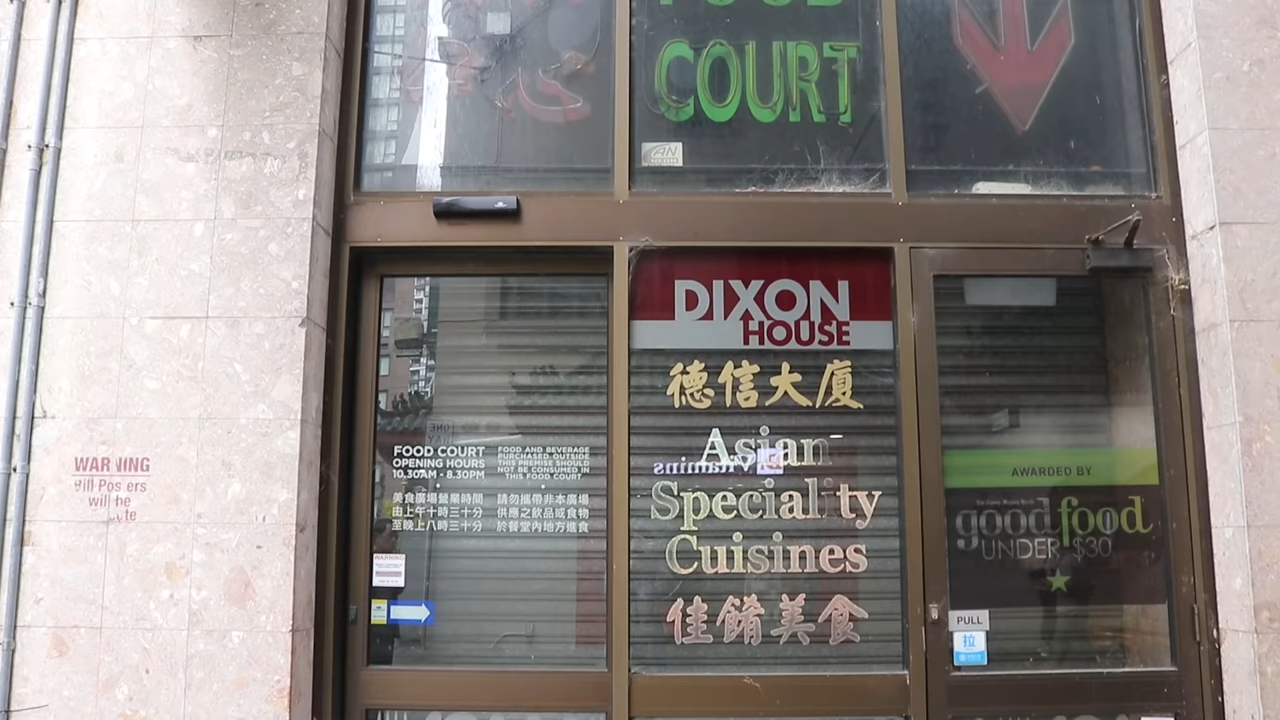 FOOD
COURT
DIXON
HOUSE
德信大廈
Asian
Speciality
Cuisines
佳餚美食
FOOD COURT
OPENING HOURS
10.30AM - 8.30PM
美食廣場營業時間
由上午十時三十分
至晚上八時三十分
FOOD AND BEVERAGE
PURCHASED OUTSIDE
THIS PREMISE SHOULD
NOT BE CONSUMED IN
THIS FOOD COURT
請勿攜帶非本廣場
供應之飲品或食物
於餐堂內地方進食
ONE
WAY
Vitamins
WARNING
AWARDED BY
goodfood
UNDER $30
PULL
拉
WARNING
Bill Posters
will be